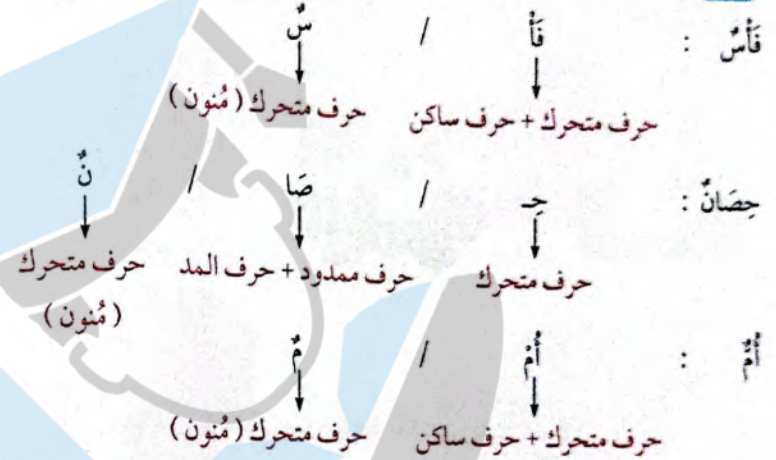 فَأْسٌ : فَأْ / سٌ
حرف متحرك + حرف ساكن حرف متحرك ( مُنون )
حِصَانٌ : حِـ / صَا / نٌ
حرف متحرك حرف ممدود + حرف المد حرف متحرك
( مُنون )
أُمٌّ : أُمْ / مٌ
حرف متحرك + حرف ساكن حرف متحرك ( مُنون )